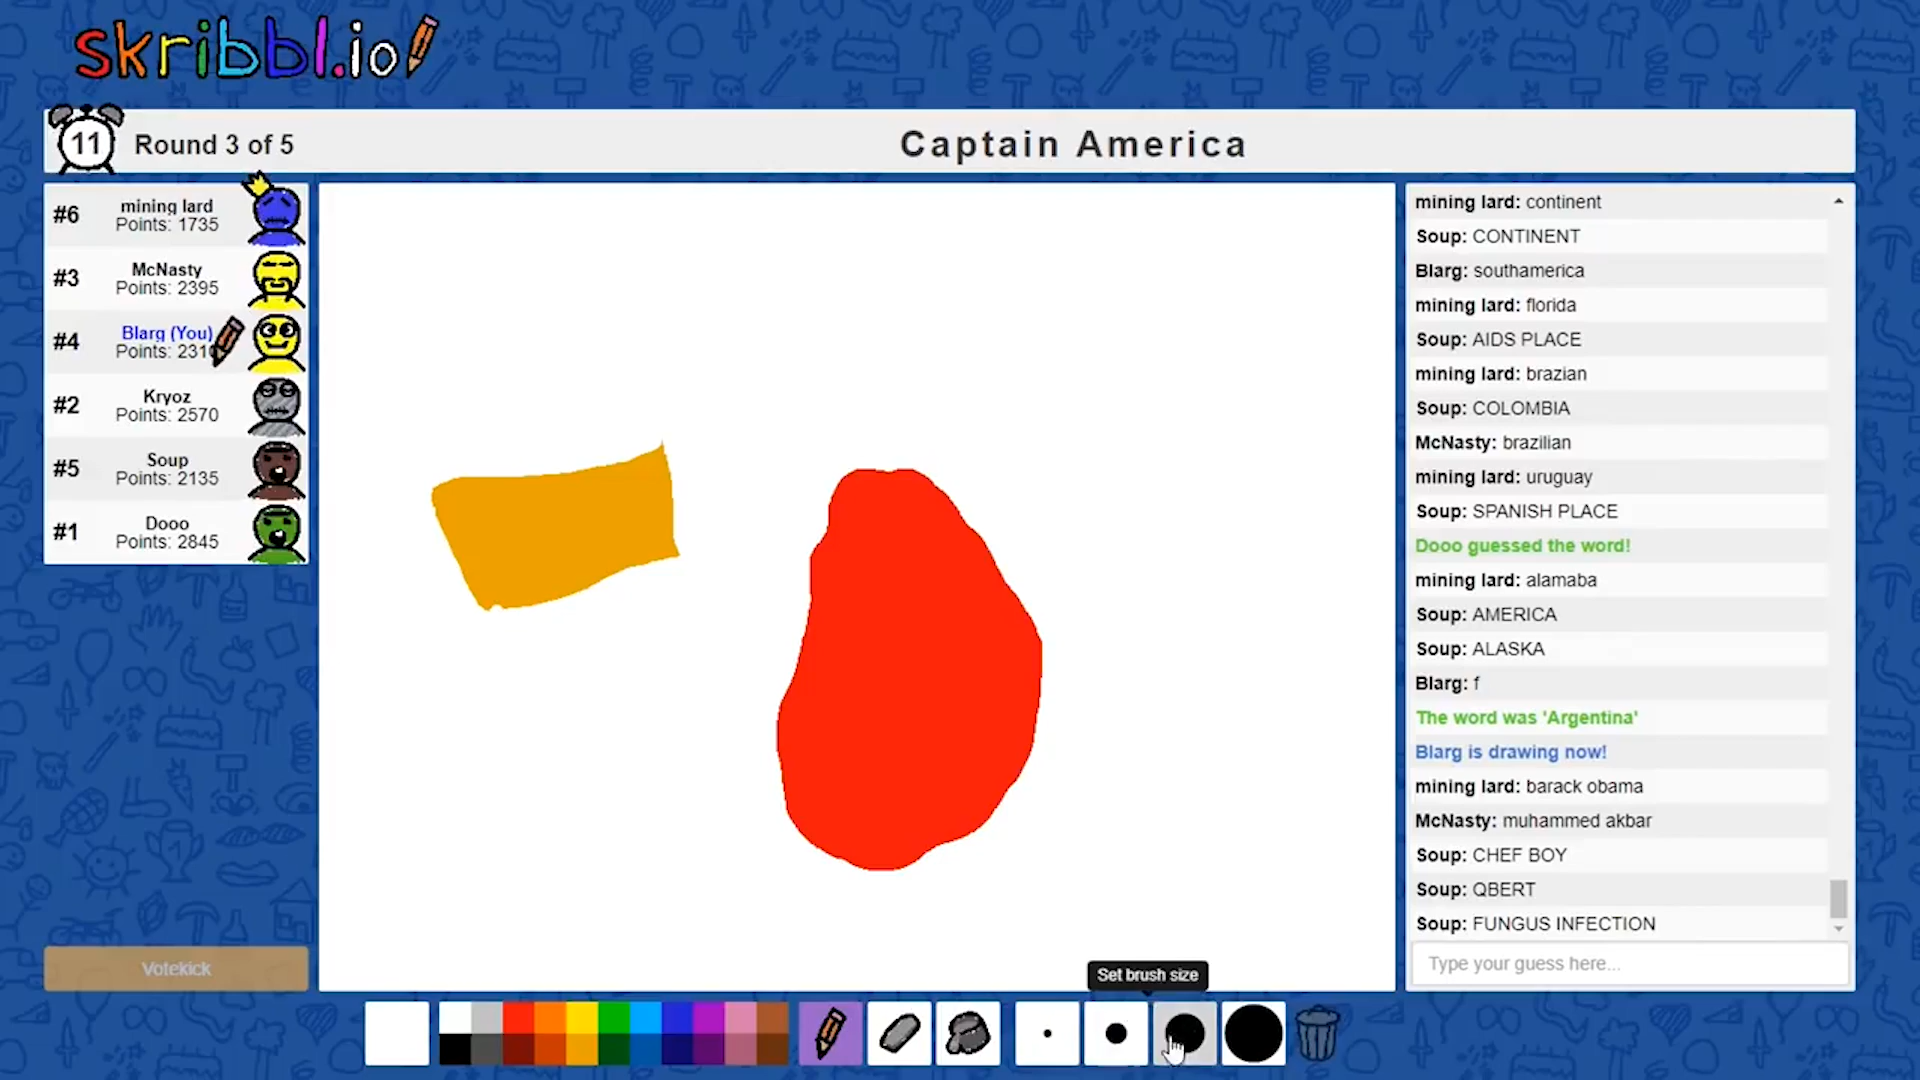 skribbl.io
11
Round 3 of 5
Captain America
#6
mining lard
Points: 1735
#3
McNasty
Points: 2395
#4
Blarg (You)
Points: 2310
#2
Kryoz
Points: 2570
#5
Soup
Points: 2135
#1
Dooo
Points: 2845
Votekick
mining lard: continent
Soup: CONTINENT
Blarg: southamerica
mining lard: florida
Soup: AIDS PLACE
mining lard: brazian
Soup: COLOMBIA
McNasty: brazilian
mining lard: uruguay
Soup: SPANISH PLACE
Dooo guessed the word!
mining lard: alamaba
Soup: AMERICA
Soup: ALASKA
Blarg: f
The word was 'Argentina'
Blarg is drawing now!
mining lard: barack obama
McNasty: muhammed akbar
Soup: CHEF BOY
Soup: QBERT
Soup: FUNGUS INFECTION
Type your guess here...
Set brush size